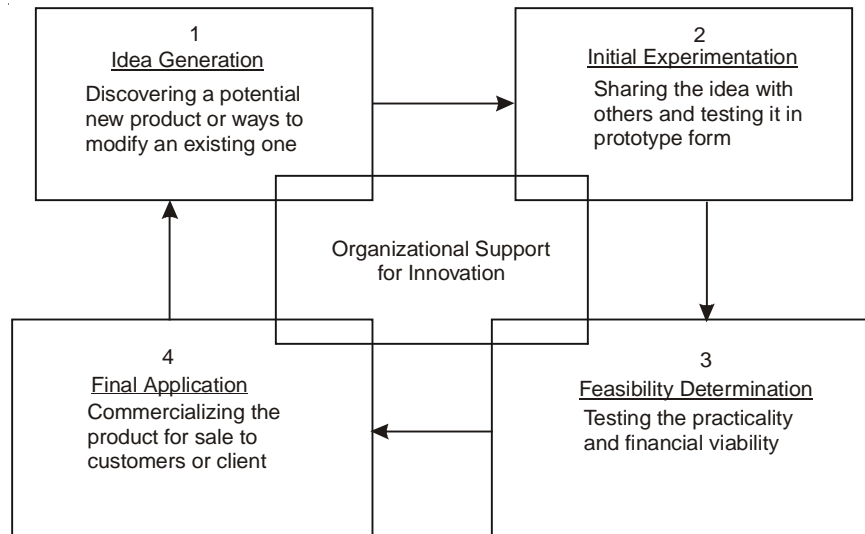 1
Idea Generation
Discovering a potential
new product or ways to
modify an existing one
2
Initial Experimentation
Sharing the idea with
others and testing it in
prototype form
Organizational Support
for Innovation
3
Feasibility Determination
Testing the practicality
and financial viability
4
Final Application
Commercializing the
product for sale to
customers or client